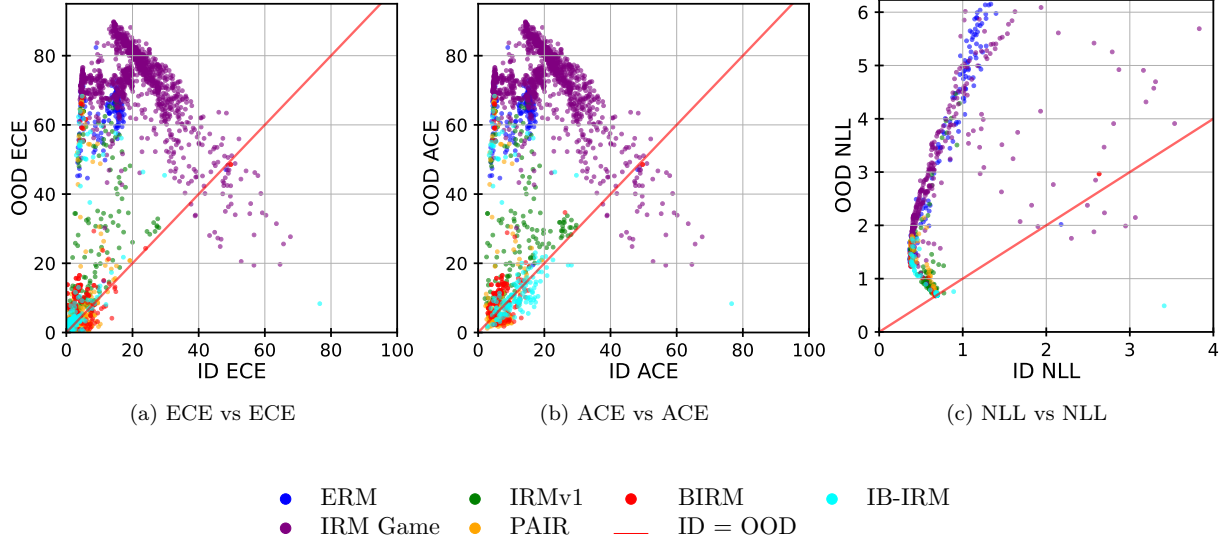 OOD ECE
80
60
40
20
0
0 20 40 60 80 100
ID ECE
(a) ECE vs ECE
OOD ACE
80
60
40
20
0
0 20 40 60 80 100
ID ACE
(b) ACE vs ACE
OOD NLL
6
5
4
3
2
1
0
0 1 2 3 4
ID NLL
(c) NLL vs NLL
ERM IRMv1 BIRM IB-IRM
IRM Game PAIR ID = OOD